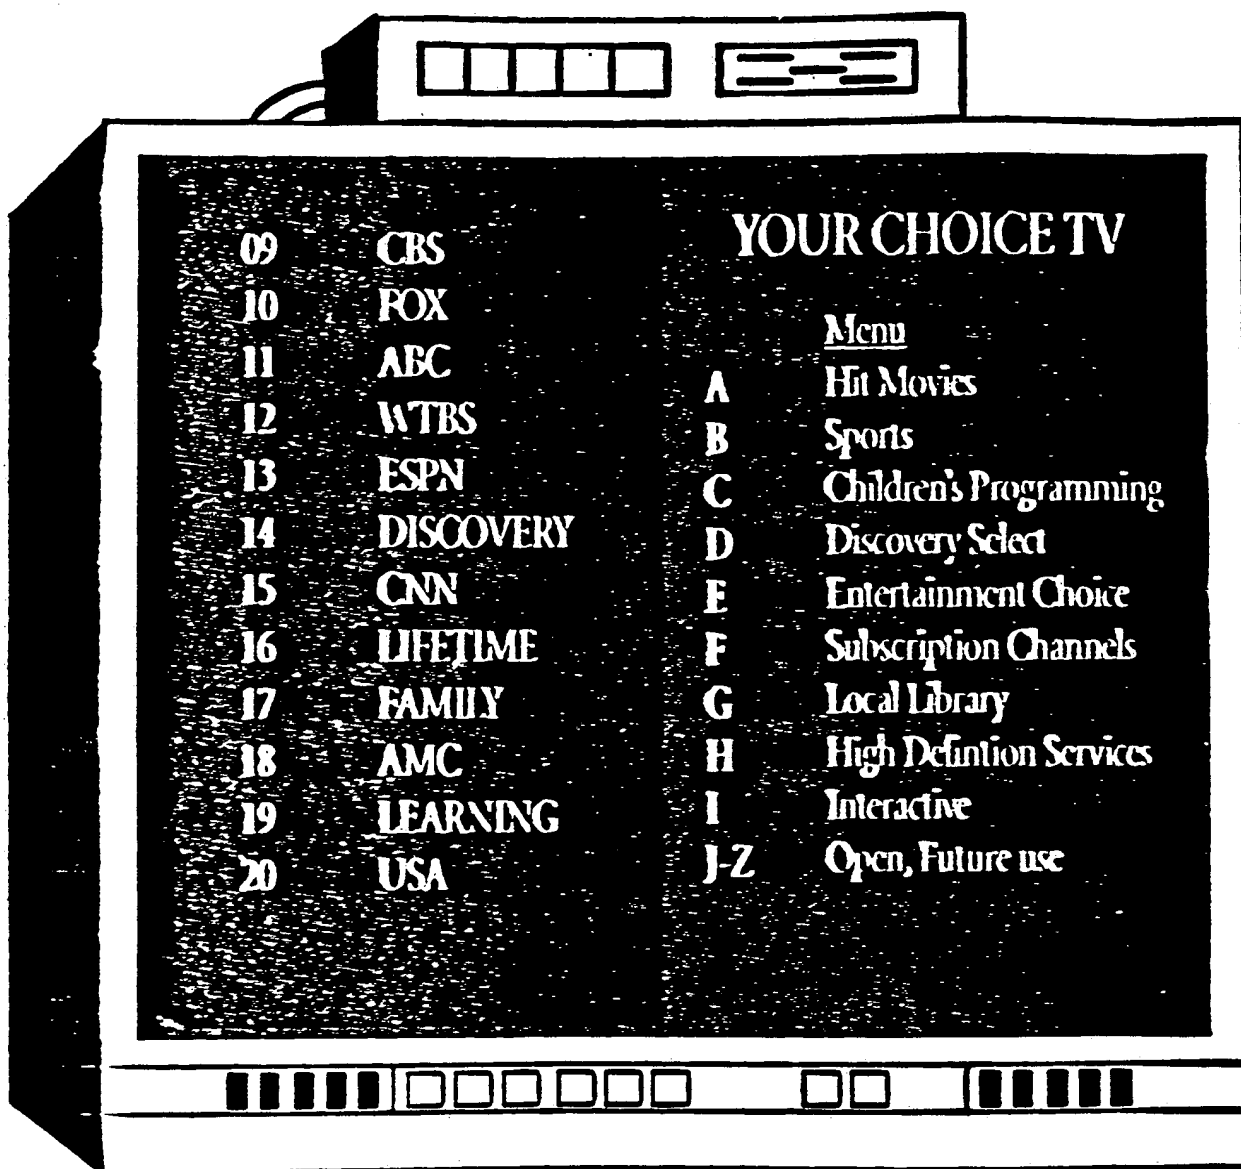 09 CBS
10 FOX
11 ABC
12 WTBS
13 ESPN
14 DISCOVERY
15 CNN
16 LIFETIME
17 FAMILY
18 AMC
19 LEARNING
20 USA
YOUR CHOICE TV
Menu
A Hit Movies
B Sports
C Children's Programming
D Discovery Select
E Entertainment Choice
F Subscription Channels
G Local Library
H High Defintion Services
I Interactive
J-Z Open, Future use